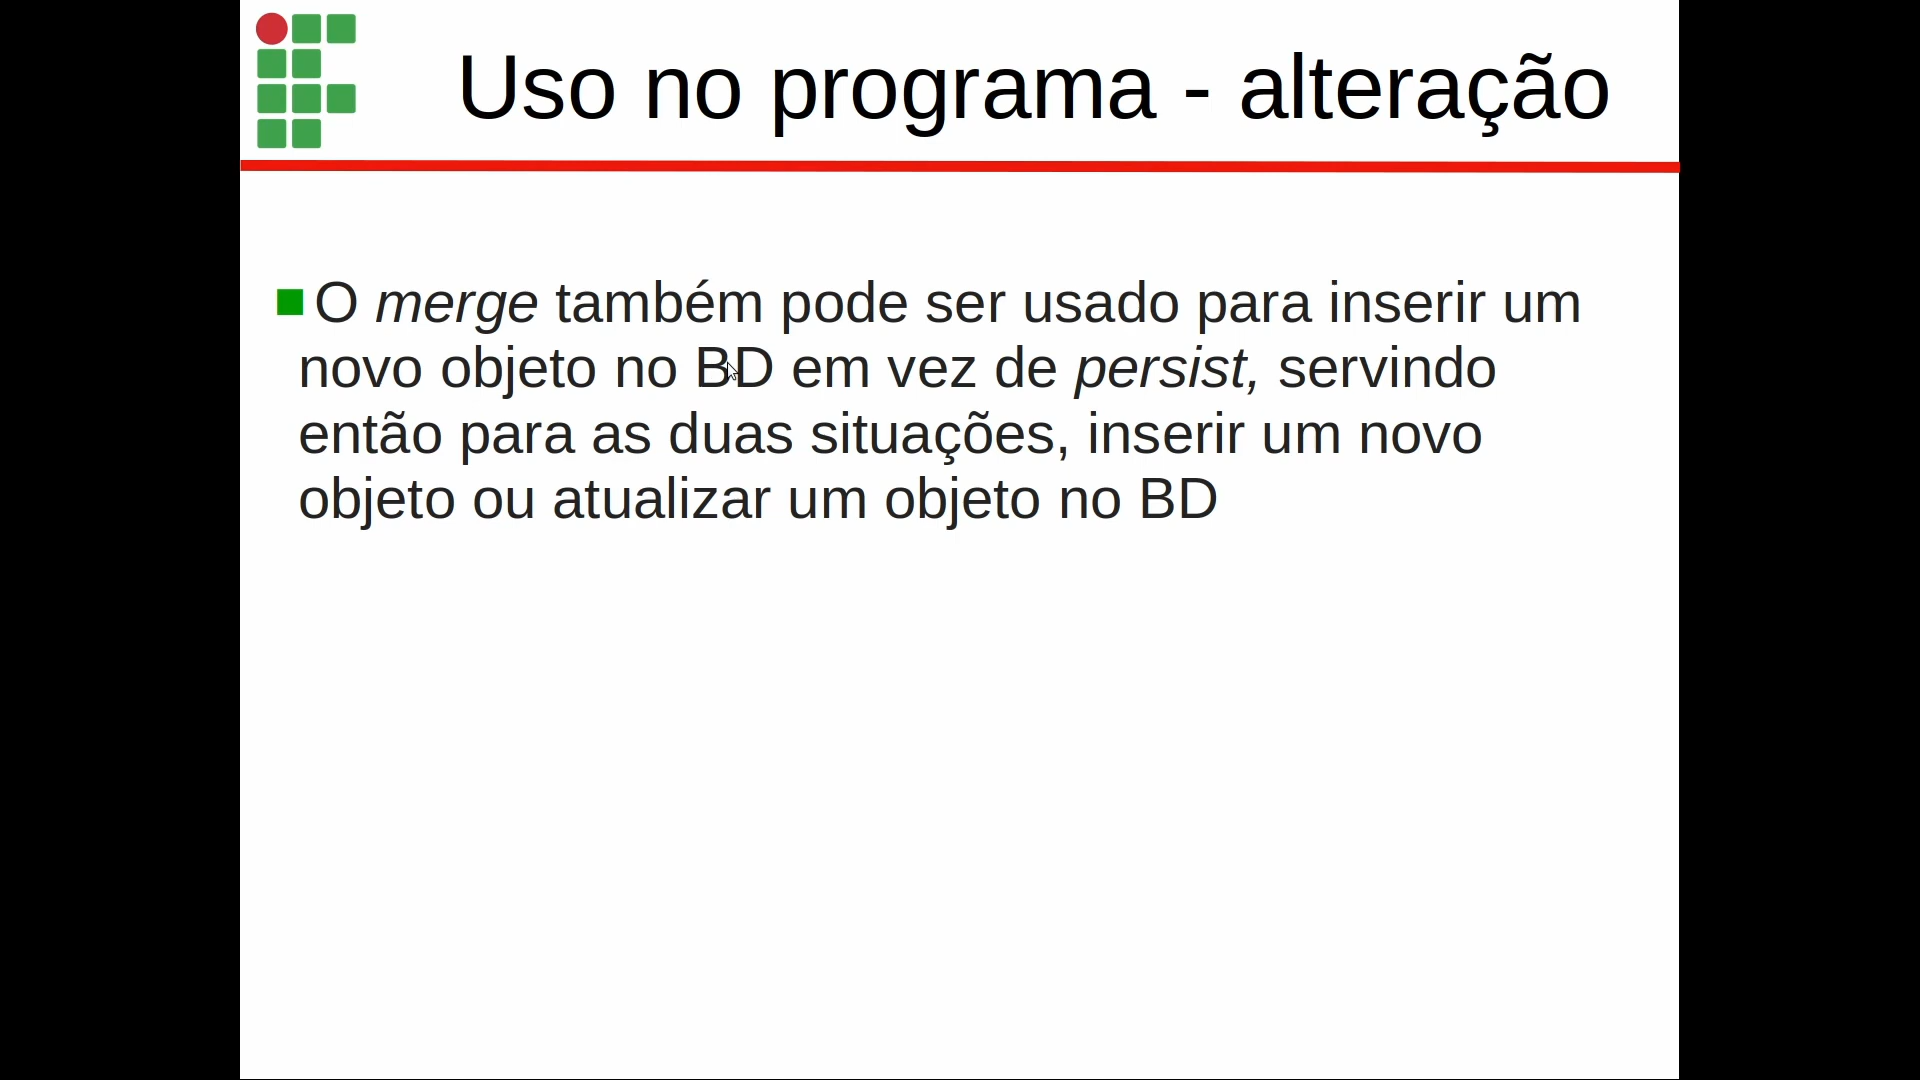 Uso no programa - alteração
O merge também pode ser usado para inserir um
novo objeto no BD em vez de persist, servindo
então para as duas situações, inserir um novo
objeto ou atualizar um objeto no BD